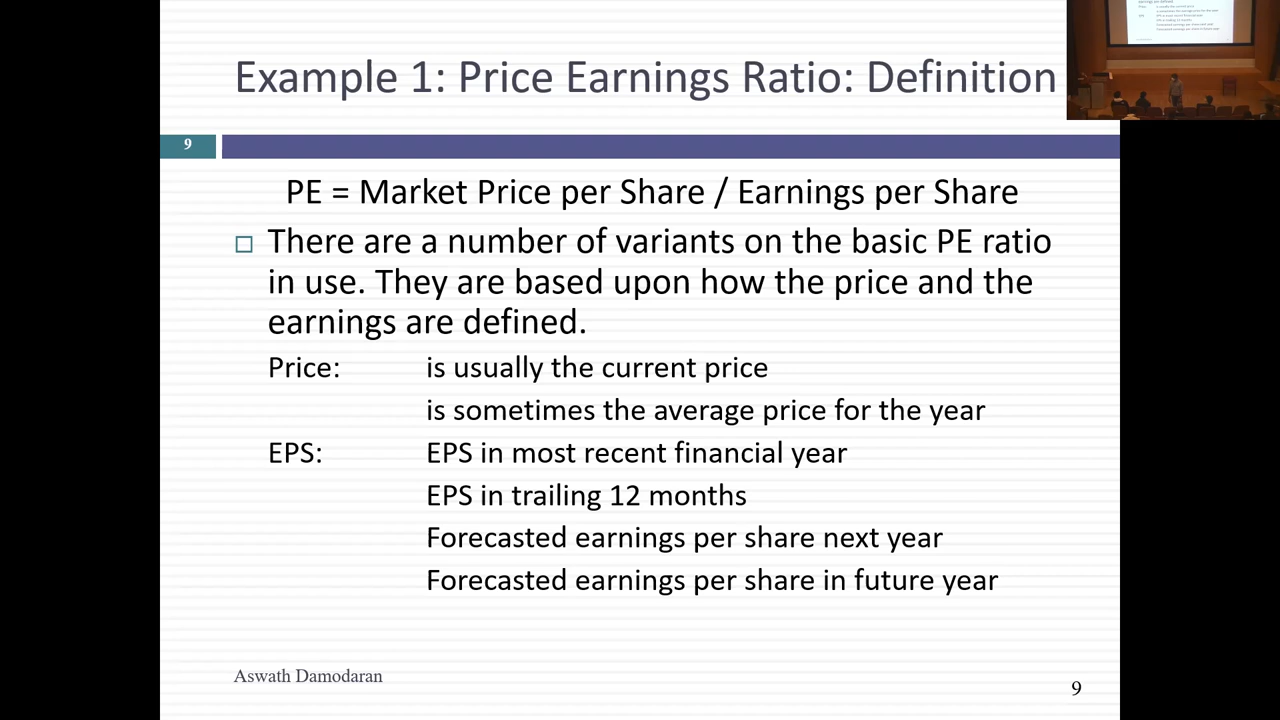 Example 1: Price Earnings Ratio: Definition
9
PE = Market Price per Share / Earnings per Share
There are a number of variants on the basic PE ratio
in use. They are based upon how the price and the
earnings are defined.
Price: is usually the current price
is sometimes the average price for the year
EPS: EPS in most recent financial year
EPS in trailing 12 months
Forecasted earnings per share next year
Forecasted earnings per share in future year
Aswath Damodaran
9